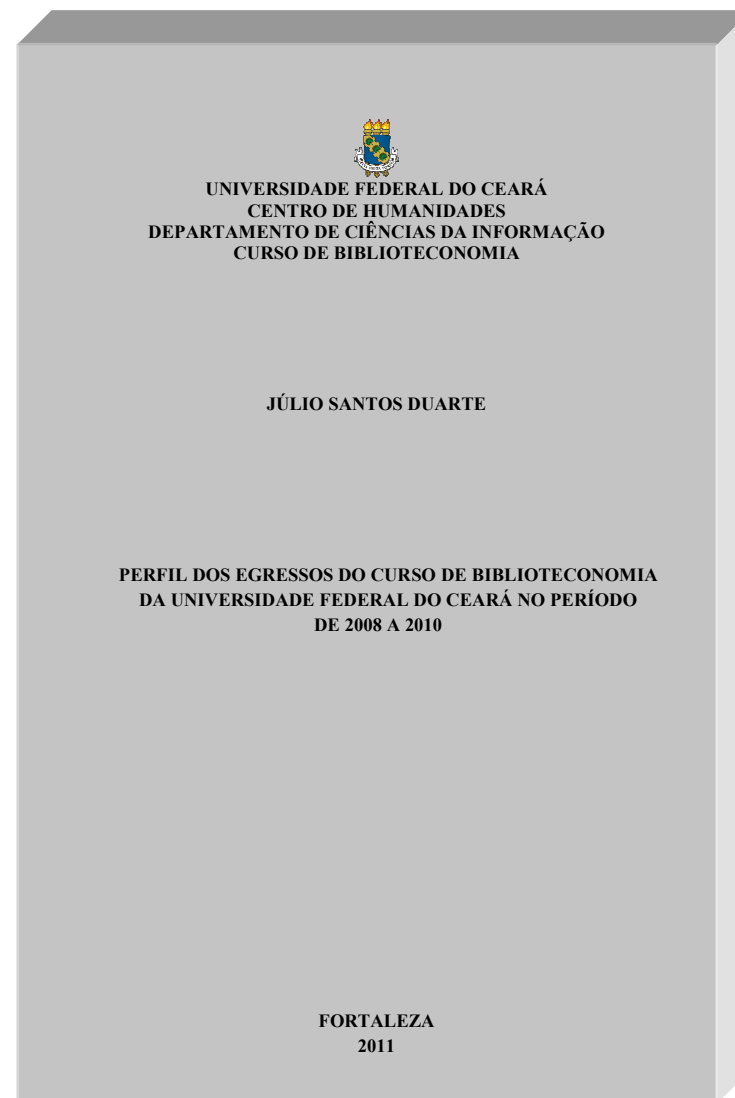 UNIVERSIDADE FEDERAL DO CEARÁ
CENTRO DE HUMANIDADES
DEPARTAMENTO DE CIÊNCIAS DA INFORMAÇÃO
CURSO DE BIBLIOTECONOMIA
JÚLIO SANTOS DUARTE
PERFIL DOS EGRESSOS DO CURSO DE BIBLIOTECONOMIA
DA UNIVERSIDADE FEDERAL DO CEARÁ NO PERÍODO
DE 2008 A 2010
FORTALEZA
2011